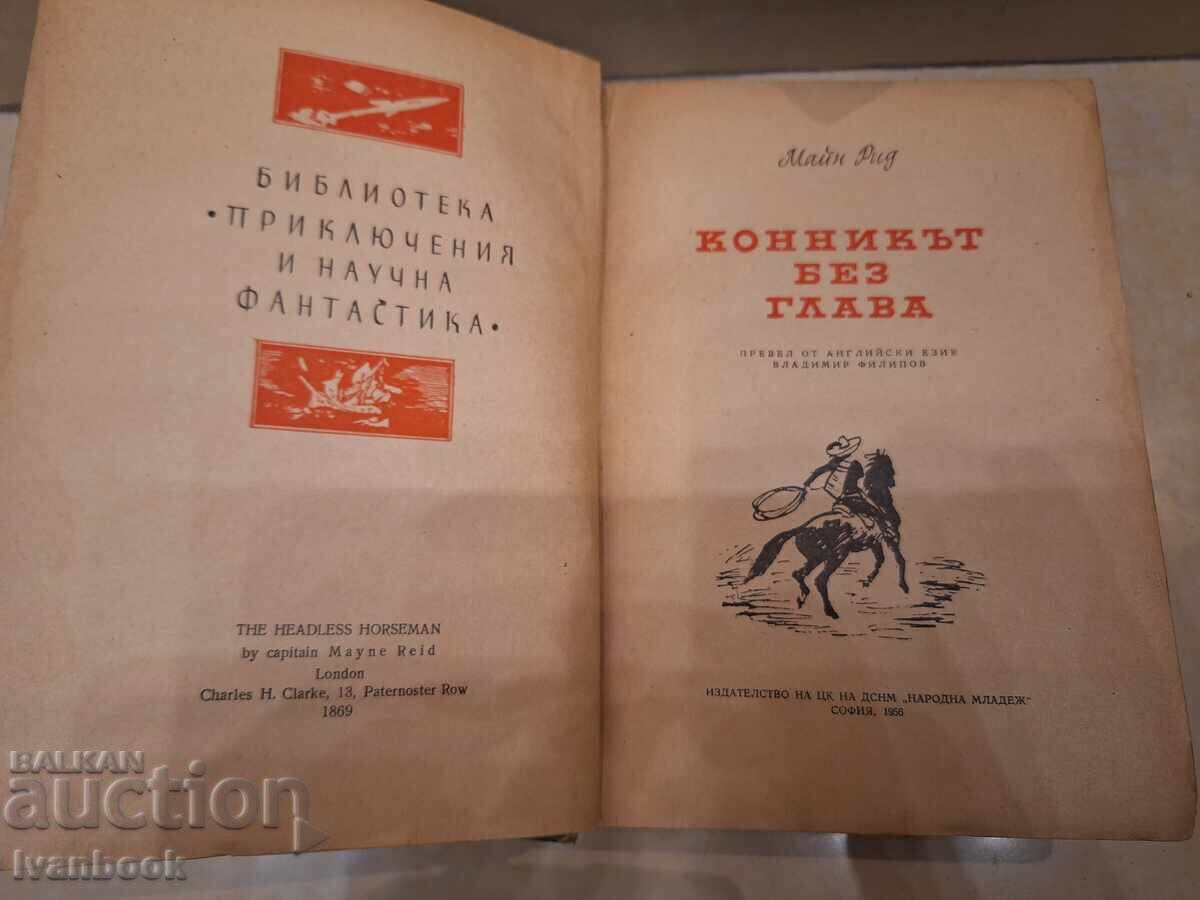 БИБЛИОТЕКА
•ПРИКЛЮЧЕНИЯ
И НАУЧНА
ФАНТАСТИКА•
THE HEADLESS HORSEMAN
by capitain Mayne Reid
London
Charles H. Clarke, 13, Paternoster Row
1869
Майн Рид
КОННИКЪТ
БЕЗ
ГЛАВА
ПРЕВЕЛ ОТ АНГЛИЙСКИ ЕЗИК
ВЛАДИМИР ФИЛИПОВ
ИЗДАТЕЛСТВО НА ЦК НА ДСНМ „НАРОДНА МЛАДЕЖ"
СОФИЯ, 1956
BALKAN
auction
Ivanbook